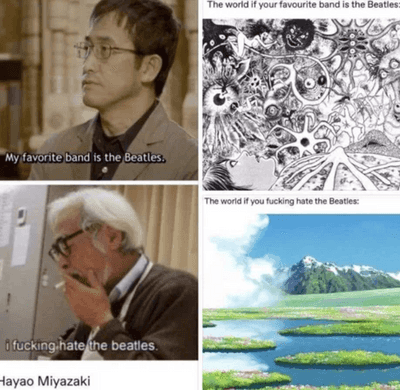 My favorite band is the Beatles.
i fucking hate the beatles.
Hayao Miyazaki
The world if your favourite band is the Beatles:
The world if you fucking hate the Beatles: